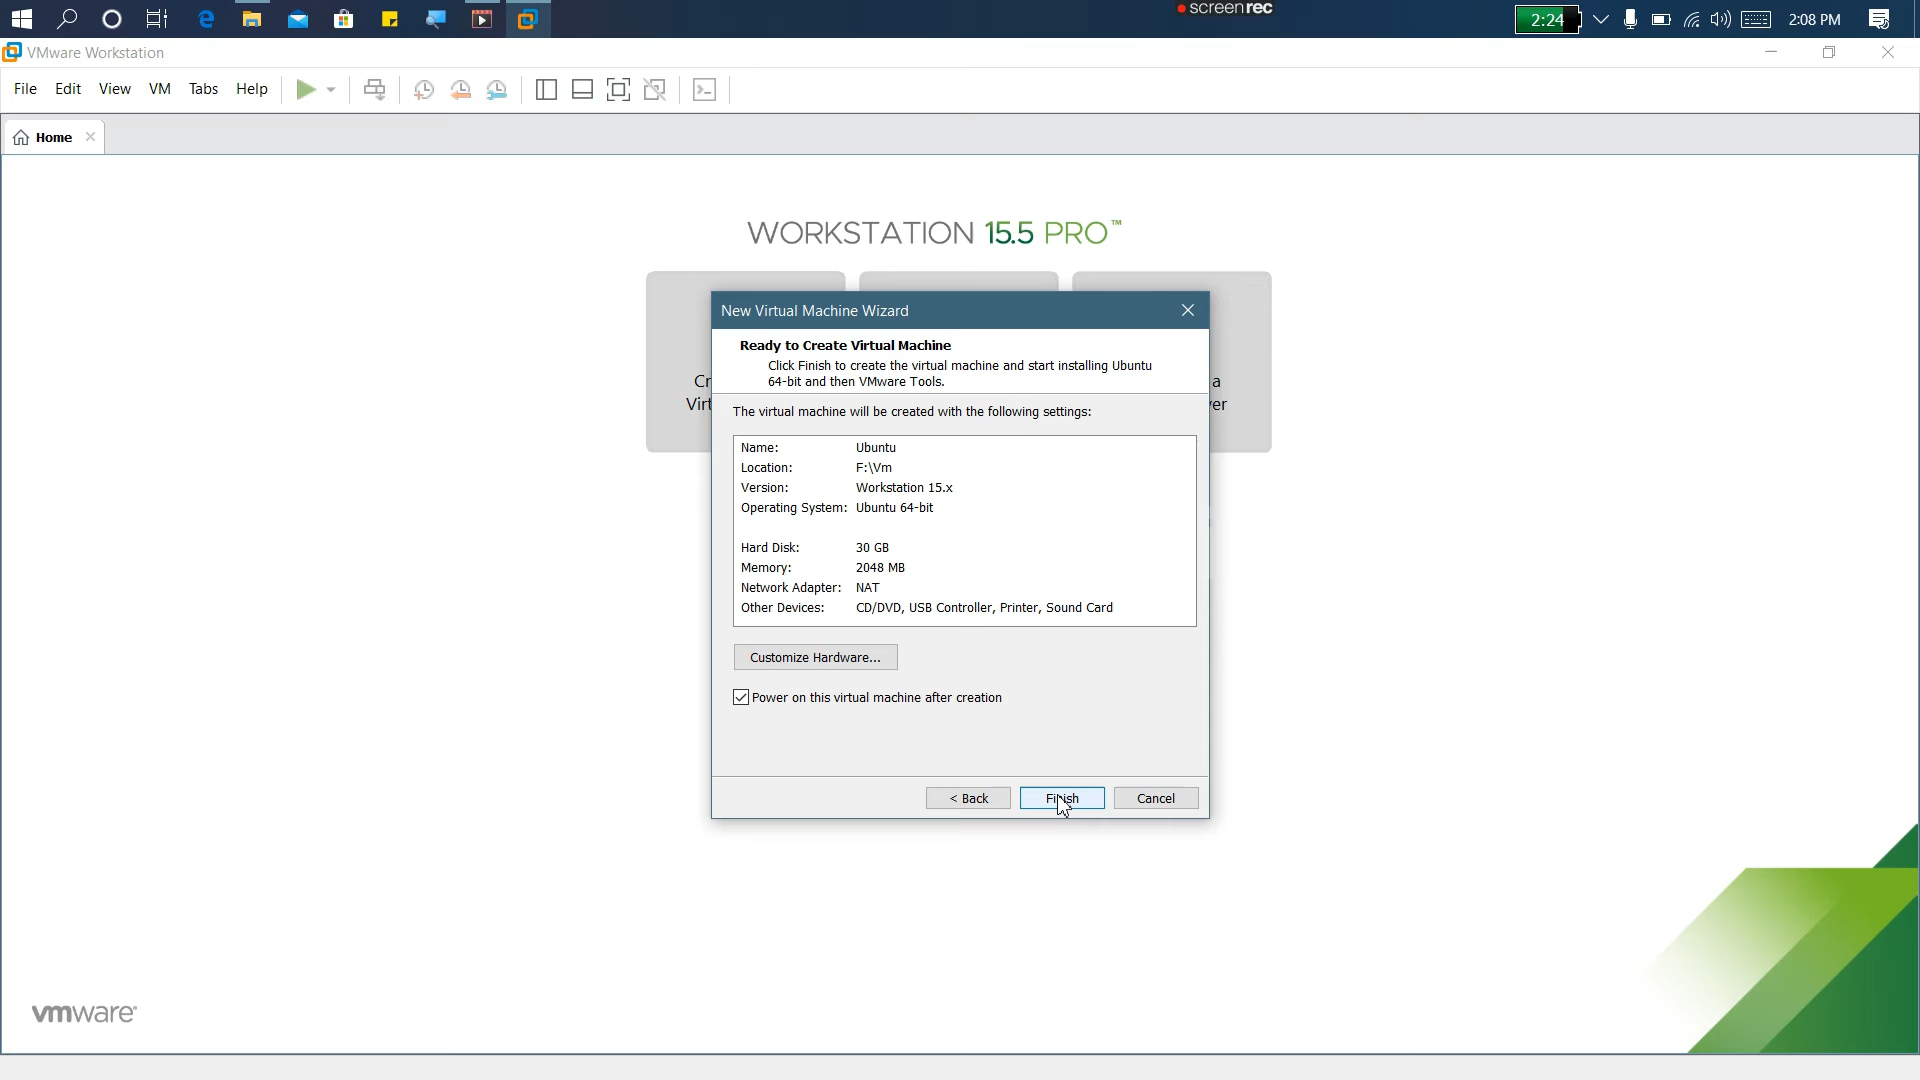 screenrec
2:24
2:08 PM
VMware Workstation
File Edit View VM Tabs Help
Home
WORKSTATION 15.5 PRO™
Cr
Virt
a
ver
New Virtual Machine Wizard
Ready to Create Virtual Machine
Click Finish to create the virtual machine and start installing Ubuntu
64-bit and then VMware Tools.
The virtual machine will be created with the following settings:
Name: Ubuntu
Location: F:\Vm
Version: Workstation 15.x
Operating System: Ubuntu 64-bit
Hard Disk: 30 GB
Memory: 2048 MB
Network Adapter: NAT
Other Devices: CD/DVD, USB Controller, Printer, Sound Card
Customize Hardware...
Power on this virtual machine after creation
< Back Finish Cancel
vmware®